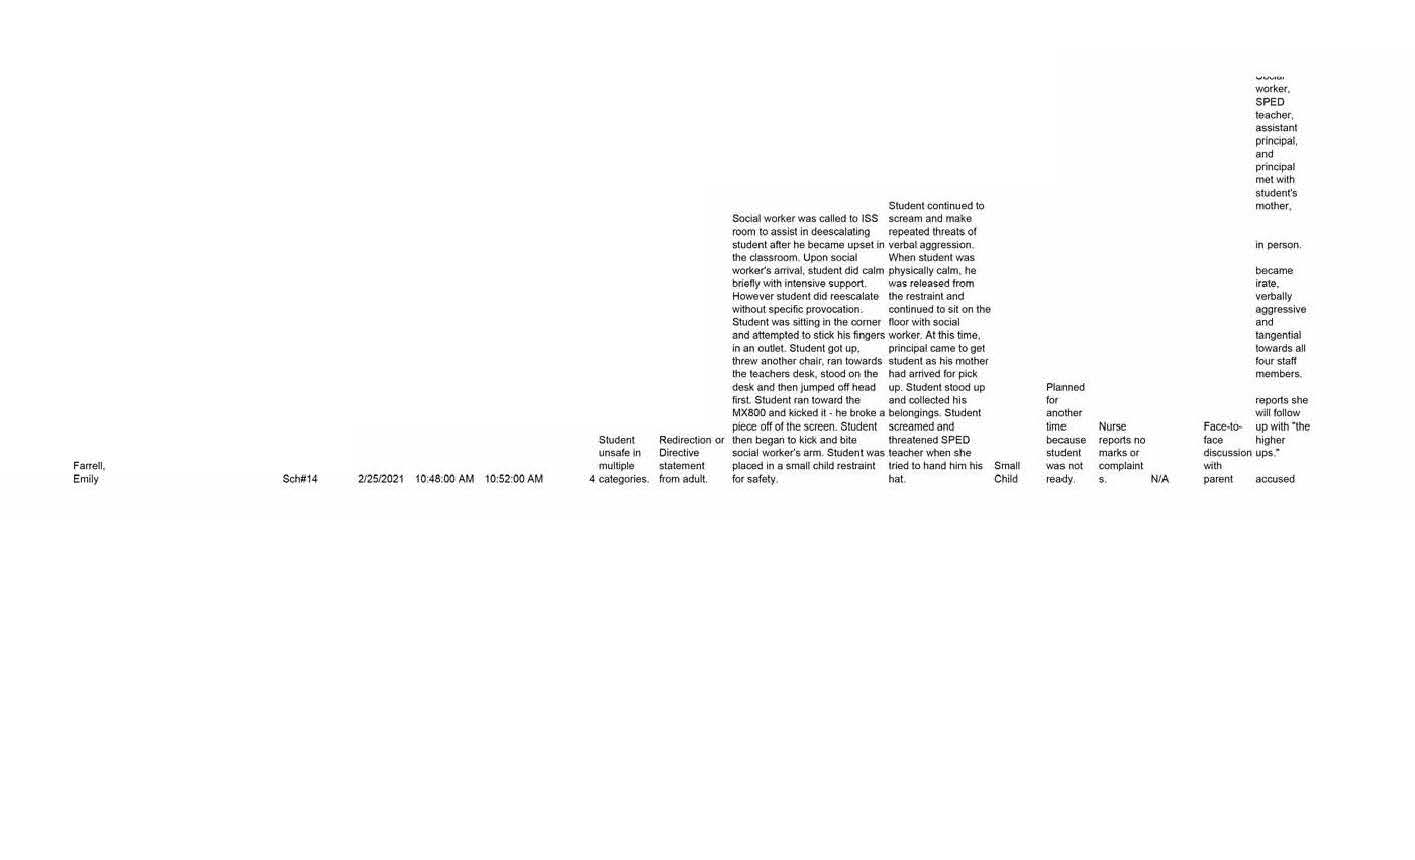 Farrell,
Emily
Sch#14
2/25/2021
10:48:00 AM
10:52:00 AM
4
Student
unsafe in
multiple
categories.
Redirection or
Directive
statement
from adult.
Social worker was called to ISS
room to assist in deescalating
student after he became upset in
the classroom. Upon social
worker's arrival, student did calm
briefly with intensive support.
However student did reescalate
without specific provocation.
Student was sitting in the corner
and attempted to stick his fingers
in an outlet. Student got up,
threw another chair, ran towards
the teachers desk, stood on the
desk and then jumped off head
first. Student ran toward the
MX800 and kicked it - he broke a
piece off of the screen. Student
then began to kick and bite
social worker's arm. Student was
placed in a small child restraint
for safety.
Student continued to
scream and make
repeated threats of
verbal aggression.
When student was
physically calm, he
was released from
the restraint and
continued to sit on the
floor with social
worker. At this time,
principal came to get
student as his mother
had arrived for pick
up. Student stood up
and collected his
belongings. Student
screamed and
threatened SPED
teacher when she
tried to hand him his
hat.
Small
Child
Planned
for
another
time
because
student
was not
ready.
Nurse
reports no
marks or
complaint
s.
N/A
Face-to-
face
discussion
with
parent
Social
worker,
SPED
teacher,
assistant
principal,
and
principal
met with
student's
mother,
in person.
became
irate,
verbally
aggressive
and
tangential
towards all
four staff
members.
reports she
will follow
up with "the
higher
ups."
accused